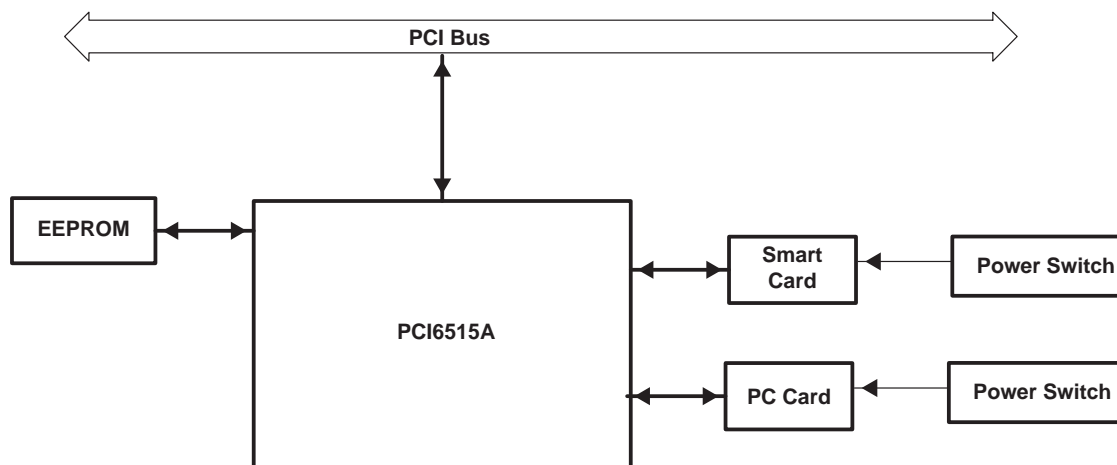 PCI Bus
EEPROM
Smart
Card
Power Switch
PCI6515A
PC Card
Power Switch